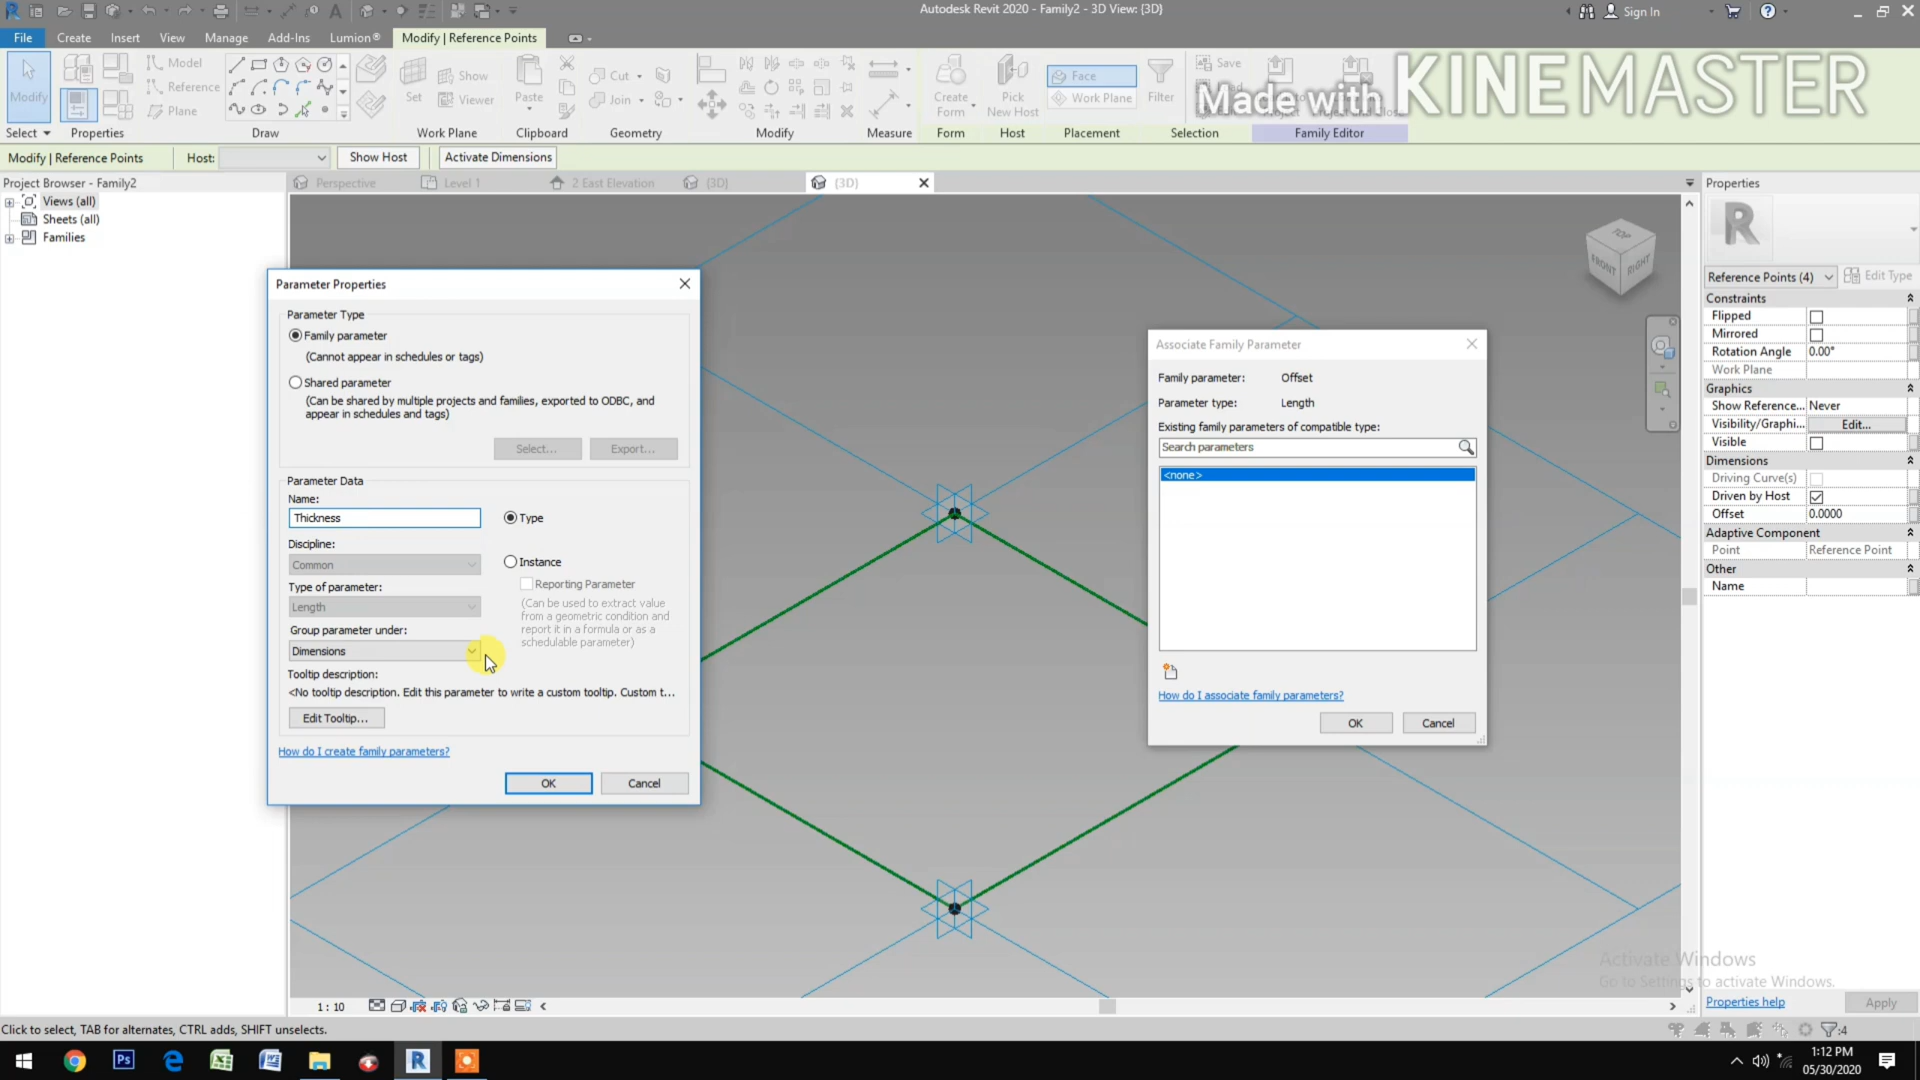 Autodesk Revit 2020 - Family2 - 3D View: {3D}
Sign In
File Create Insert View Manage Add-Ins Lumion® Modify | Reference Points
Modify
Model
Reference
Plane
Set
Show
Viewer
Paste
Cut
Join
Create Form
Pick New Host
Face
Work Plane
Filter
Save
Made with KINEMASTER
Select Properties Draw Work Plane Clipboard Geometry Modify Measure Form Host Placement Selection Family Editor
Modify | Reference Points Host: Show Host Activate Dimensions
Project Browser - Family2
Perspective Level 1 2 East Elevation {3D} {3D}
Properties
Views (all)
Sheets (all)
Families
TOP
FRONT
RIGHT
Parameter Properties
Parameter Type
Family parameter
(Cannot appear in schedules or tags)
Shared parameter
(Can be shared by multiple projects and families, exported to ODBC, and
appear in schedules and tags)
Select... Export...
Parameter Data
Name:
Thickness
Type
Discipline:
Common
Instance
Type of parameter:
Reporting Parameter
Length
(Can be used to extract value
from a geometric condition and
report it in a formula or as a
schedulable parameter)
Group parameter under:
Dimensions
Tooltip description:
<No tooltip description. Edit this parameter to write a custom tooltip. Custom t...
Edit Tooltip...
How do I create family parameters?
OK Cancel
Associate Family Parameter
Family parameter: Offset
Parameter type: Length
Existing family parameters of compatible type:
Search parameters
<none>
How do I associate family parameters?
OK Cancel
Reference Points (4) Edit Type
Constraints
Flipped
Mirrored
Rotation Angle 0.00°
Work Plane
Graphics
Show Reference... Never
Visibility/Graphi... Edit...
Visible
Dimensions
Driving Curve(s)
Driven by Host
Offset 0.0000
Adaptive Component
Point Reference Point
Other
Name
Activate Windows
Go to Settings to activate Windows.
Properties help Apply
1 : 10
Click to select, TAB for alternates, CTRL adds, SHIFT unselects.
:4
1:12 PM
05/30/2020